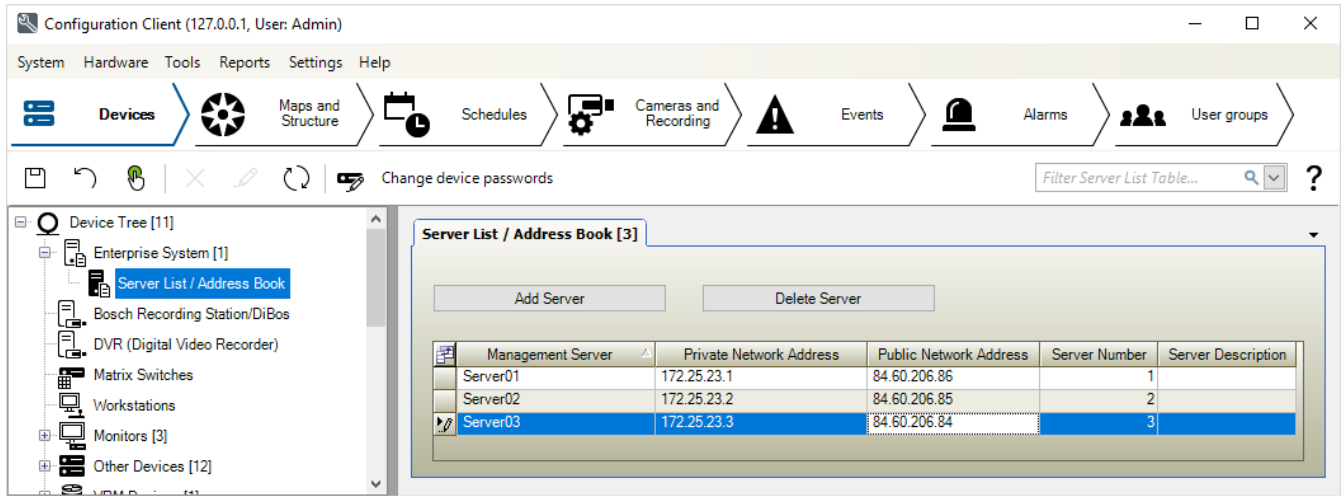 Configuration Client (127.0.0.1, User: Admin)
System Hardware Tools Reports Settings Help
Devices Maps and Structure Schedules Cameras and Recording Events Alarms User groups
Change device passwords Filter Server List Table... ?
Device Tree [11]
Enterprise System [1]
Server List / Address Book
Bosch Recording Station/DiBos
DVR (Digital Video Recorder)
Matrix Switches
Workstations
Monitors [3]
Other Devices [12]
Server List / Address Book [3]
Add Server Delete Server
Management Server Private Network Address Public Network Address Server Number Server Description
Server01 172.25.23.1 84.60.206.86 1
Server02 172.25.23.2 84.60.206.85 2
Server03 172.25.23.3 84.60.206.84 3